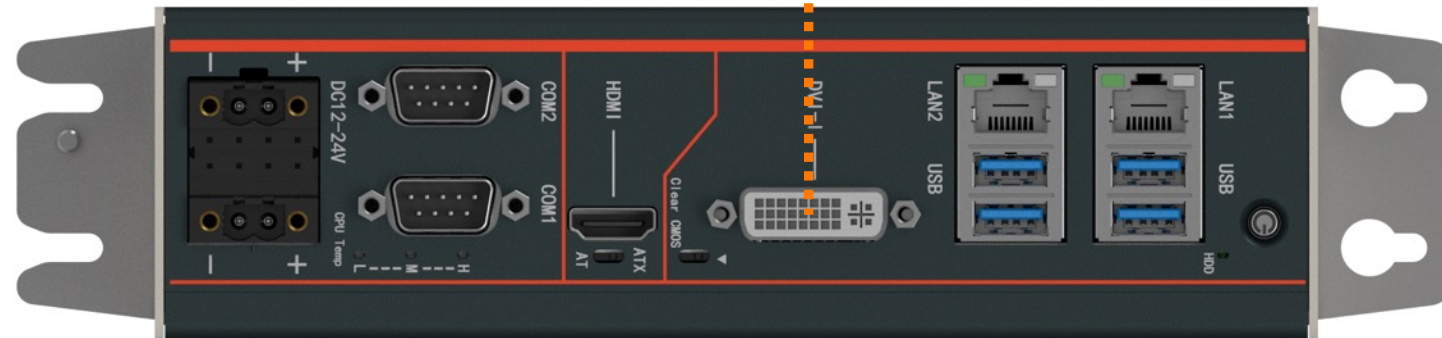 - +
DC12-24V
- +
COM2
COM1
CPU Temp
L----M----H
HDMI
AT ATX
Clear CMOS
DVI-I
LAN2
USB
LAN1
USB
HDD